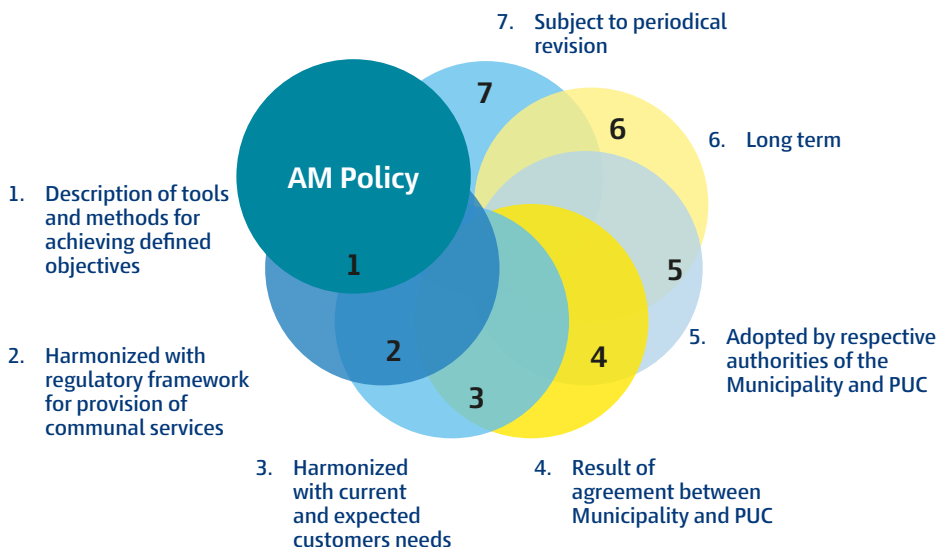 7. Subject to periodical
revision
7
6
6. Long term
AM Policy
1. Description of tools
and methods for
achieving defined
objectives
1
5
2. Harmonized with
regulatory framework
for provision of
communal services
2
4
5. Adopted by respective
authorities of the
Municipality and PUC
3
3. Harmonized
with current
and expected
customers needs
4. Result of
agreement between
Municipality and PUC